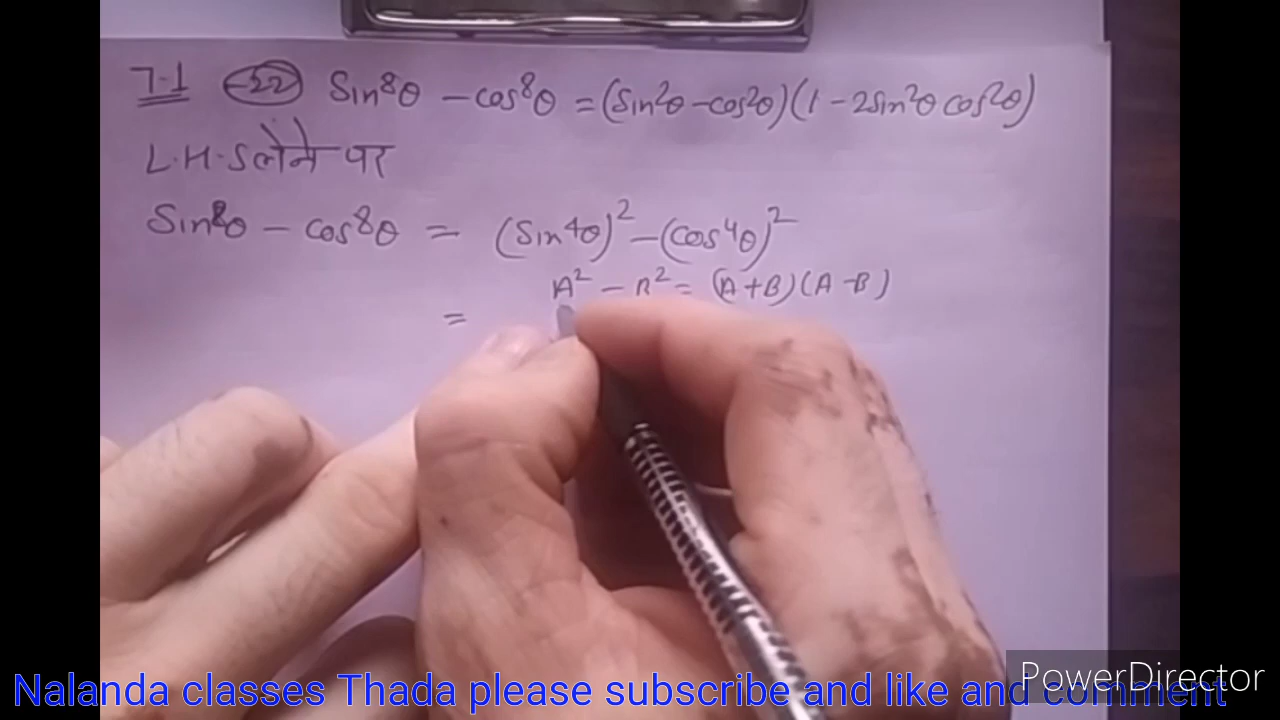 7.1 22 Sin⁸θ - cos⁸θ = (Sin²θ - cos²θ)(1 - 2sin²θ cos²θ)
L.H.S लेने पर
Sin⁸θ - cos⁸θ = (Sin⁴θ)² - (cos⁴θ)²
A² - B² = (A+B)(A-B)
=
PowerDirector
Nalanda classes Thada please subscribe and like and comment